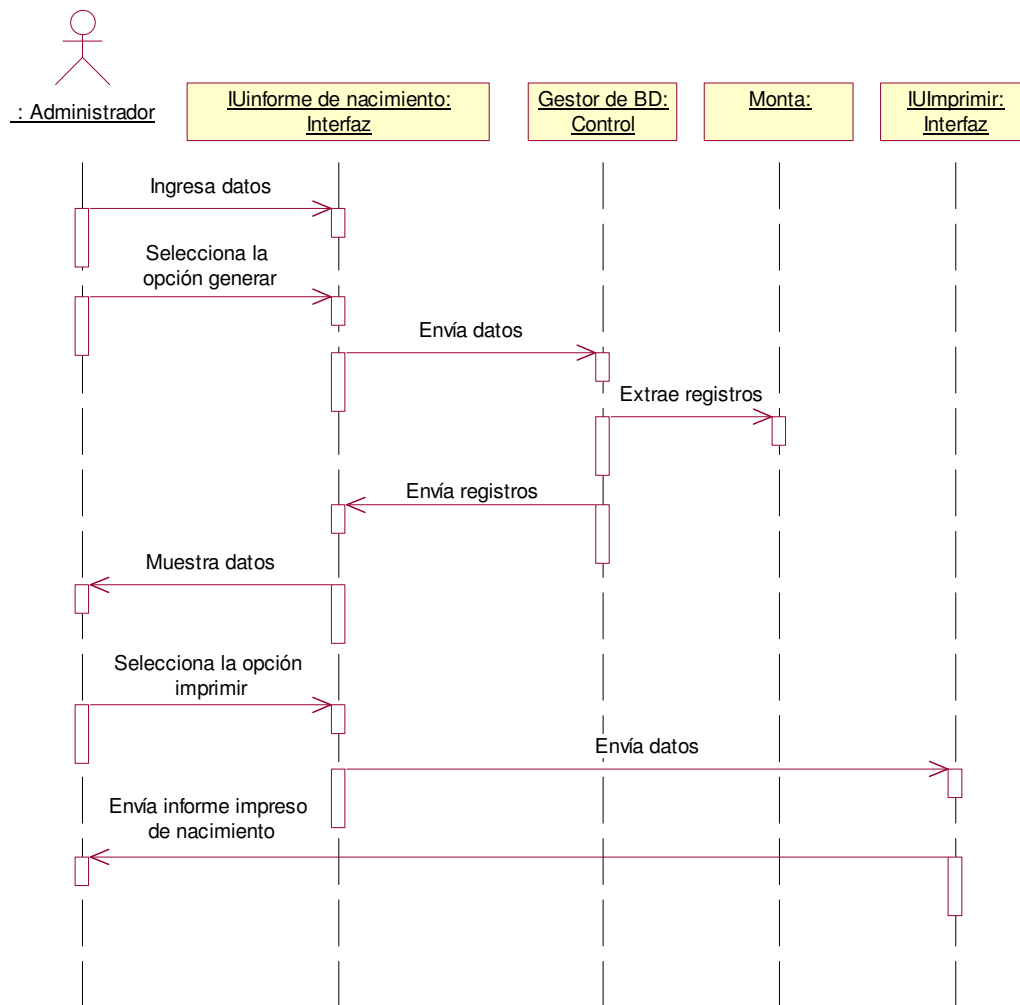 : Administrador
IUinforme de nacimiento:
Interfaz
Gestor de BD:
Control
Monta:
IUImprimir:
Interfaz
Ingresa datos
Selecciona la
opción generar
Envía datos
Extrae registros
Envía registros
Muestra datos
Selecciona la opción
imprimir
Envía datos
Envía informe impreso
de nacimiento